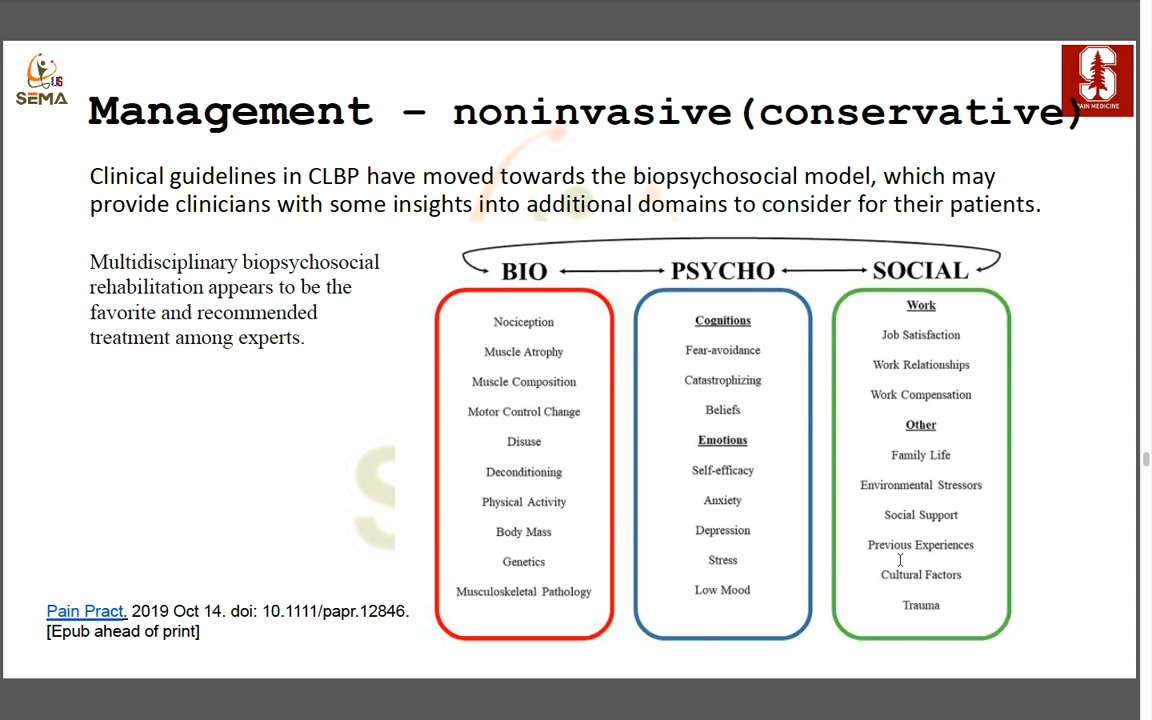 US
SEMA
PAIN MEDICINE
Management – noninvasive(conservative)
Clinical guidelines in CLBP have moved towards the biopsychosocial model, which may
provide clinicians with some insights into additional domains to consider for their patients.
Multidisciplinary biopsychosocial
rehabilitation appears to be the
favorite and recommended
treatment among experts.
BIO
Nociception
Muscle Atrophy
Muscle Composition
Motor Control Change
Disuse
Deconditioning
Physical Activity
Body Mass
Genetics
Musculoskeletal Pathology
PSYCHO
Cognitions
Fear-avoidance
Catastrophizing
Beliefs
Emotions
Self-efficacy
Anxiety
Depression
Stress
Low Mood
SOCIAL
Work
Job Satisfaction
Work Relationships
Work Compensation
Other
Family Life
Environmental Stressors
Social Support
Previous Experiences
Cultural Factors
Trauma
Pain Pract. 2019 Oct 14. doi: 10.1111/papr.12846.
[Epub ahead of print]